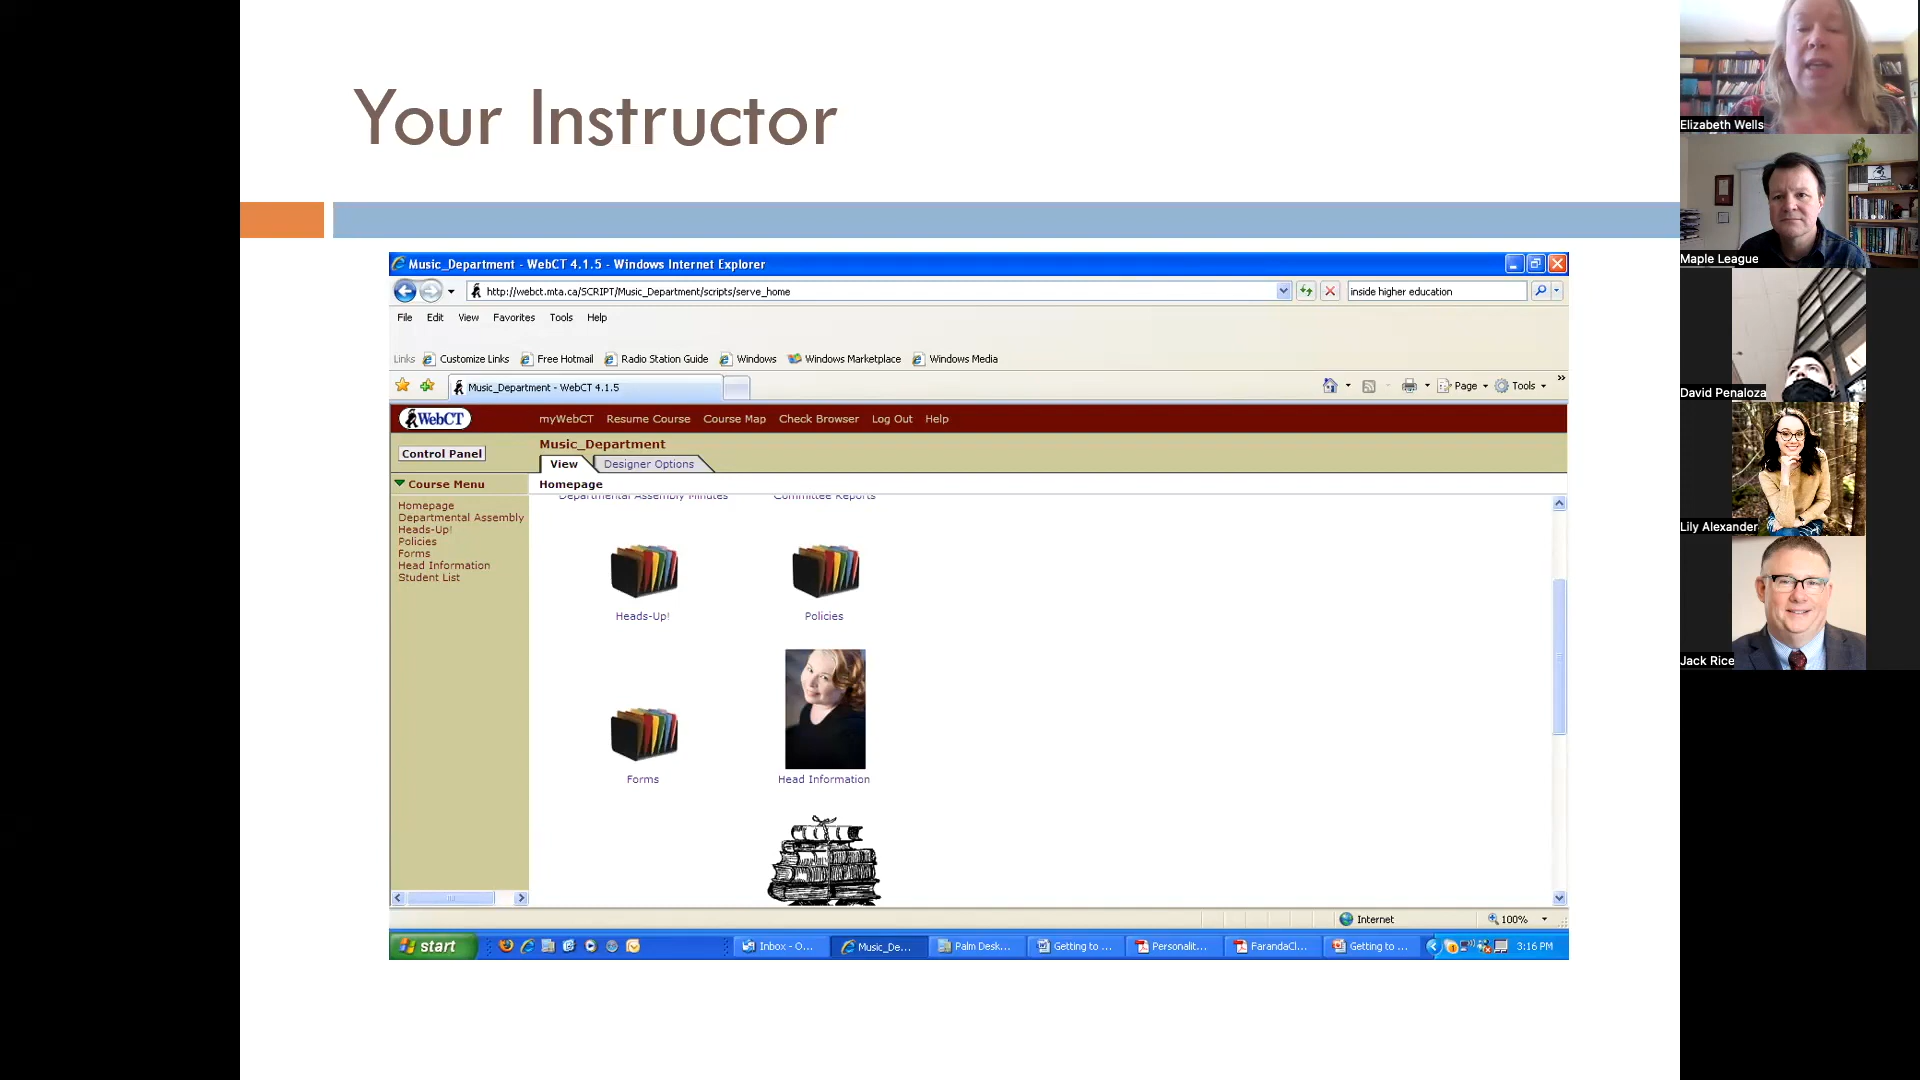 Your Instructor
Music_Department - WebCT 4.1.5 - Windows Internet Explorer
http://webct.mta.ca/SCRIPT/Music_Department/scripts/serve_home
inside higher education
File Edit View Favorites Tools Help
Links Customize Links Free Hotmail Radio Station Guide Windows Windows Marketplace Windows Media
Music_Department - WebCT 4.1.5
Page Tools
WebCT
myWebCT Resume Course Course Map Check Browser Log Out Help
Control Panel
Music_Department
View Designer Options
Course Menu
Homepage
Homepage
Departmental Assembly
Heads-Up!
Policies
Forms
Head Information
Student List
Departmental Assembly Minutes Committee Reports
Heads-Up! Policies
Forms Head Information
Internet 100%
start
Inbox - O...
Music_De...
Palm Desk...
Getting to ...
Personalit...
FarandaCl...
Getting to ...
3:16 PM
Elizabeth Wells
Maple League
David Penaloza
Lily Alexander
Jack Rice